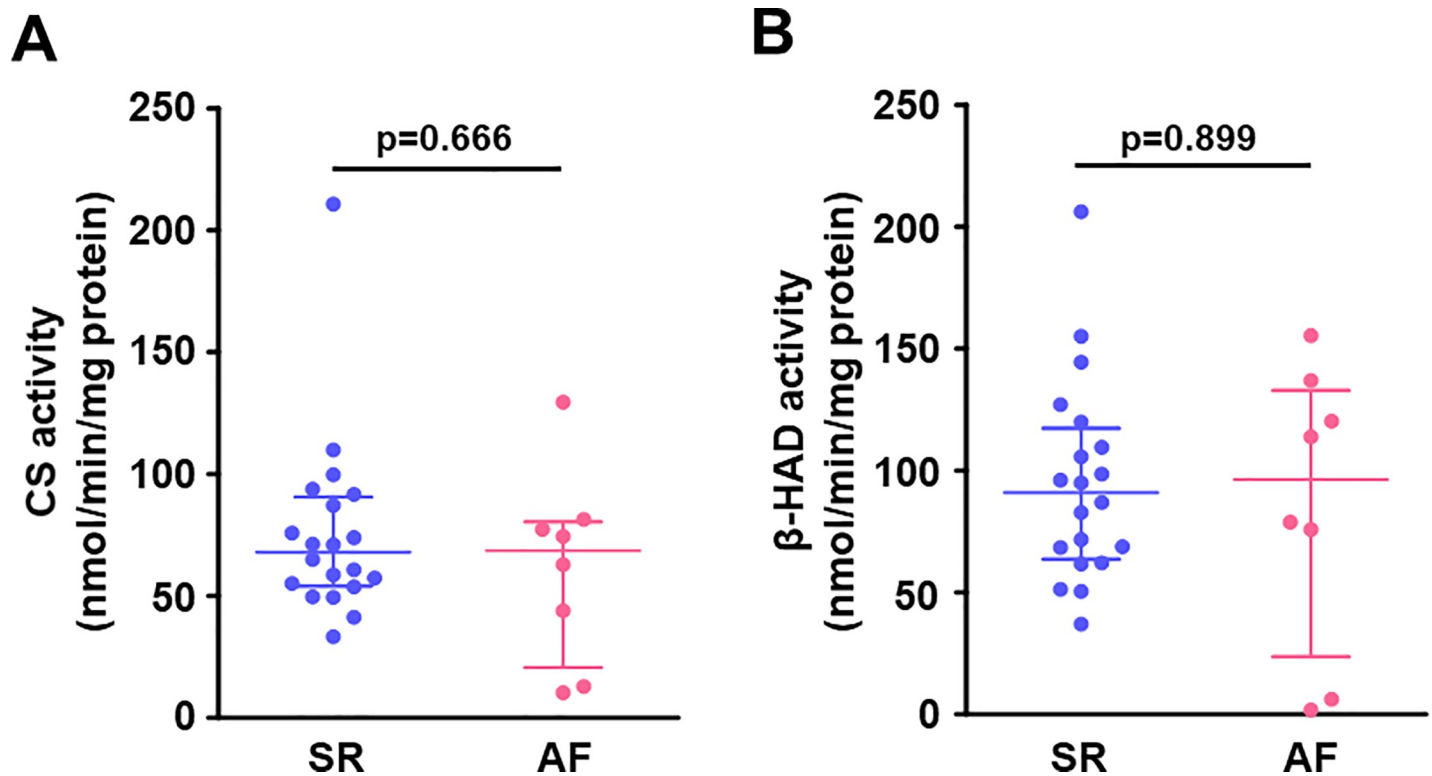 A
CS activity
(nmol/min/mg protein)
250
200
150
100
50
0
p=0.666
SR
AF
B
β-HAD activity
(nmol/min/mg protein)
250
200
150
100
50
0
p=0.899
SR
AF